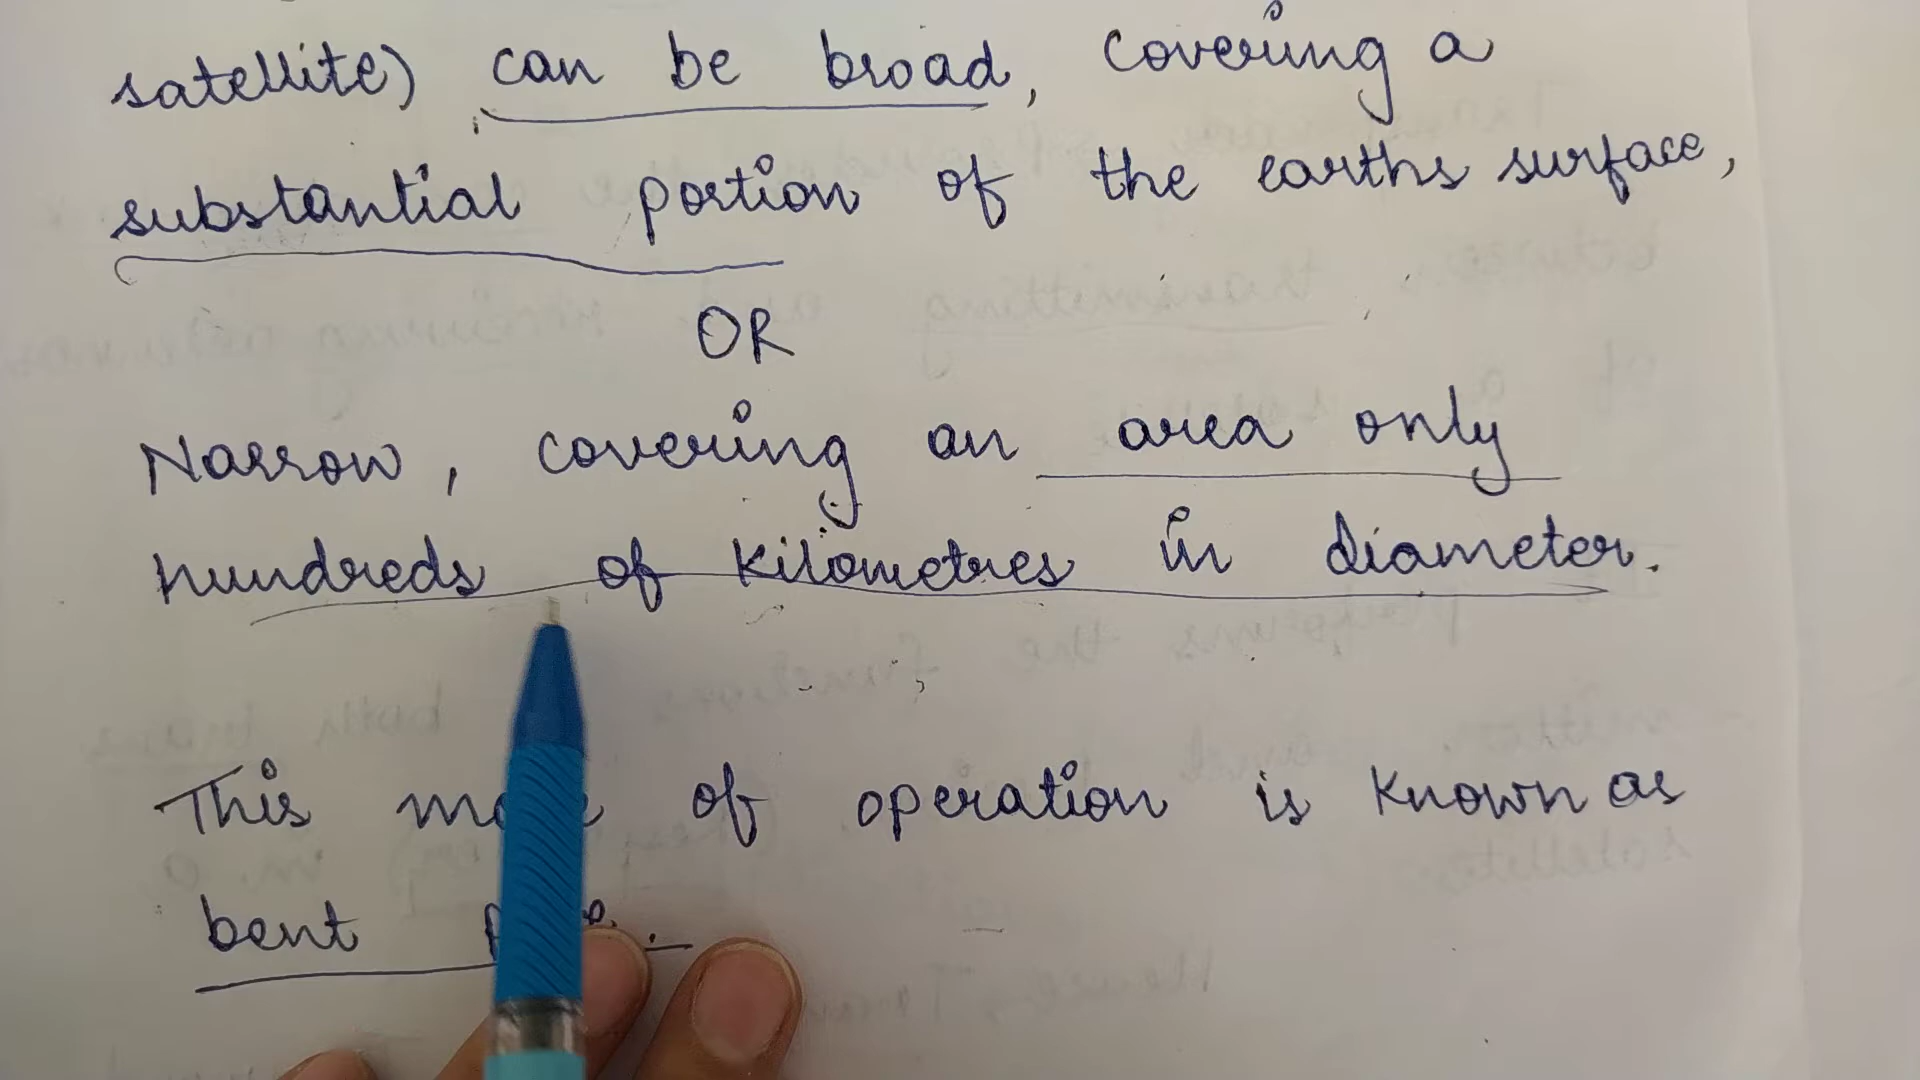 satellite) can be broad, covering a
substantial portion of the earths surface,
OR
Narrow, covering an area only
hundreds of kilometres in diameter.
This of operation is known as
bent